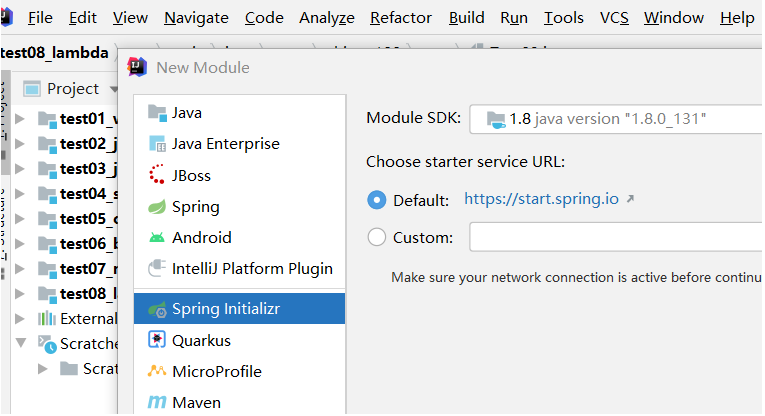 File Edit View Navigate Code Analyze Refactor Build Run Tools VCS Window Help
test08_lambda
New Module
Project
test01_v
test02_j
test03_j
test04_s
test05_c
test06_b
test07_r
test08_l
External
Scratche
Scrat
Java
Java Enterprise
JBoss
Spring
Android
IntelliJ Platform Plugin
Spring Initializr
Quarkus
MicroProfile
Maven
Module SDK: 1.8 java version "1.8.0_131"
Choose starter service URL:
Default: https://start.spring.io
Custom:
Make sure your network connection is active before continu